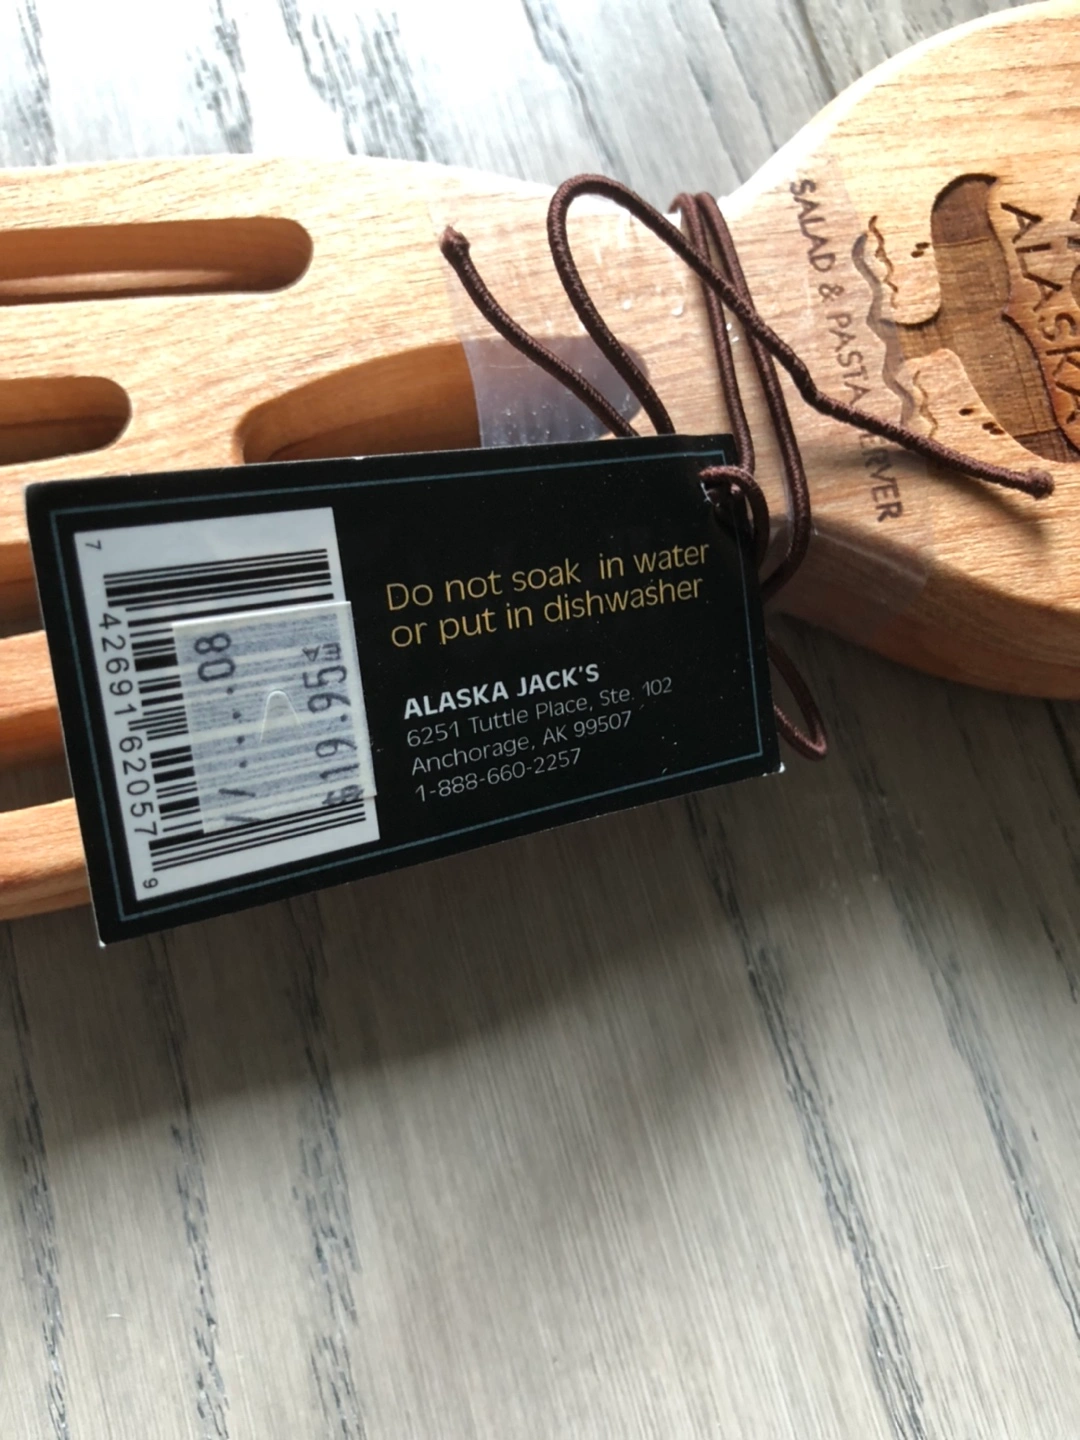 Do not soak in water
or put in dishwasher
ALASKA JACK'S
6251 Tuttle Place, Ste. 102
Anchorage, AK 99507
1-888-660-2257
7 42691 62057 9
$19.95
SALAD & PASTA
ALASKA